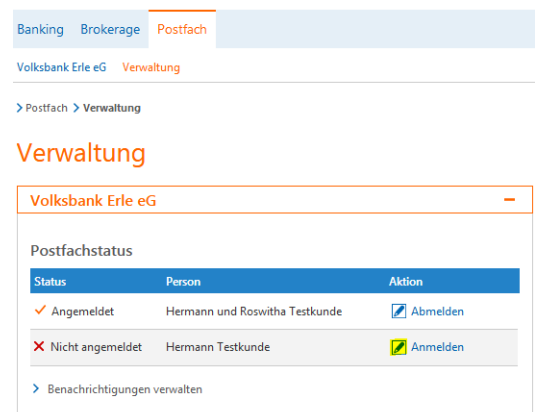 Banking Brokerage Postfach
Volksbank Erle eG Verwaltung
Postfach Verwaltung
Verwaltung
Volksbank Erle eG
Postfachstatus
Status Person Aktion
Angemeldet Hermann und Roswitha Testkunde Abmelden
Nicht angemeldet Hermann Testkunde Anmelden
Benachrichtigungen verwalten